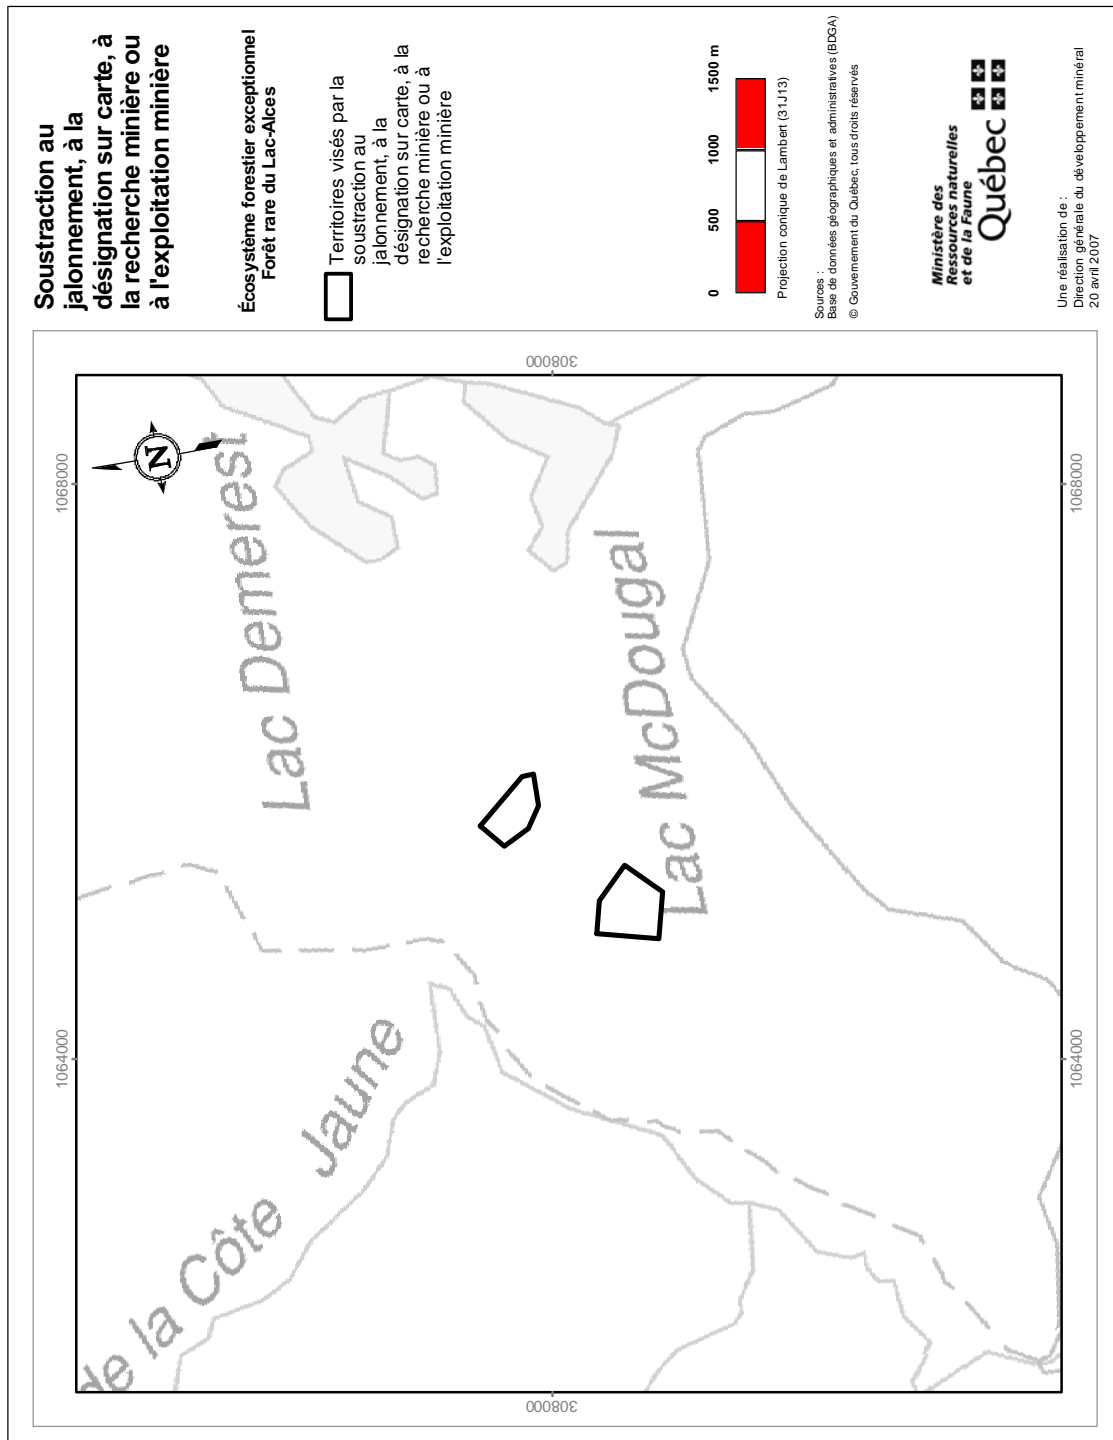 Soustraction au
jalonnement, à la
désignation sur carte, à
la recherche minière ou
à l'exploitation minière
Écosystème forestier exceptionnel
Forêt rare du Lac-Alces
Territoires visés par la
soustraction au
jalonnement, à la
désignation sur carte, à la
recherche minière ou à
l'exploitation minière
0 500 1000 1500 m
Projection conique de Lambert (31J13)
Sources :
Base de données géographiques et administratives (BDGA)
© Gouvernement du Québec, tous droits réservés
Ministère des
Ressources naturelles
et de la Faune
Québec
Une réalisation de :
Direction générale du développement minéral
20 avril 2007
1064000
1068000
308000
308000
1064000
1068000
N
de la Côte Jaune
Lac Demerest
Lac McDougal